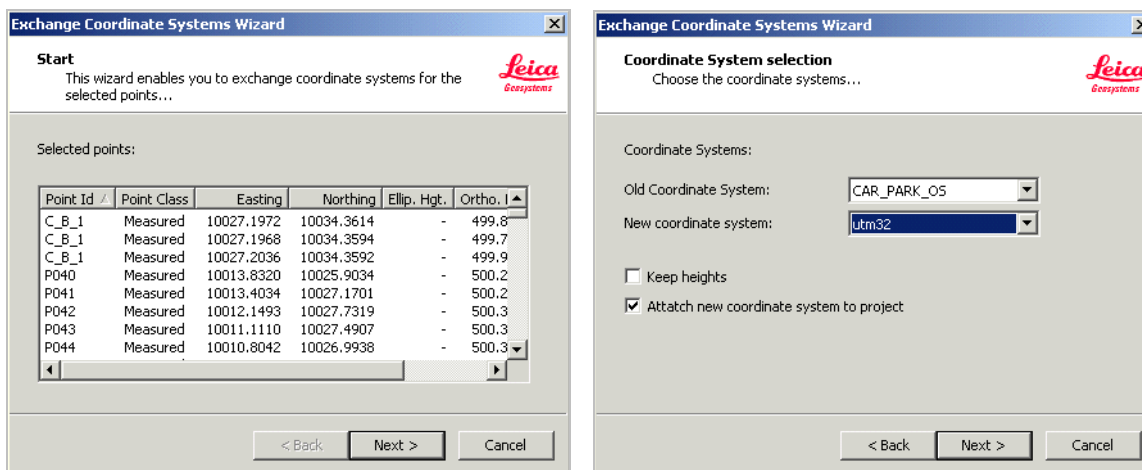 Exchange Coordinate Systems Wizard
Start
This wizard enables you to exchange coordinate systems for the
selected points...
Leica
Geosystems
Selected points:
Point Id Point Class Easting Northing Ellip. Hgt. Ortho.
C_B_1 Measured 10027.1972 10034.3614 - 499.8
C_B_1 Measured 10027.1968 10034.3594 - 499.7
C_B_1 Measured 10027.2036 10034.3592 - 499.9
P040 Measured 10013.8320 10025.9034 - 500.2
P041 Measured 10013.4034 10027.1701 - 500.2
P042 Measured 10012.1493 10027.7319 - 500.3
P043 Measured 10011.1110 10027.4907 - 500.3
P044 Measured 10010.8042 10026.9938 - 500.3
< Back Next > Cancel
Exchange Coordinate Systems Wizard
Coordinate System selection
Choose the coordinate systems...
Leica
Geosystems
Coordinate Systems:
Old Coordinate System: CAR_PARK_OS
New coordinate system: utm32
Keep heights
Attatch new coordinate system to project
< Back Next > Cancel